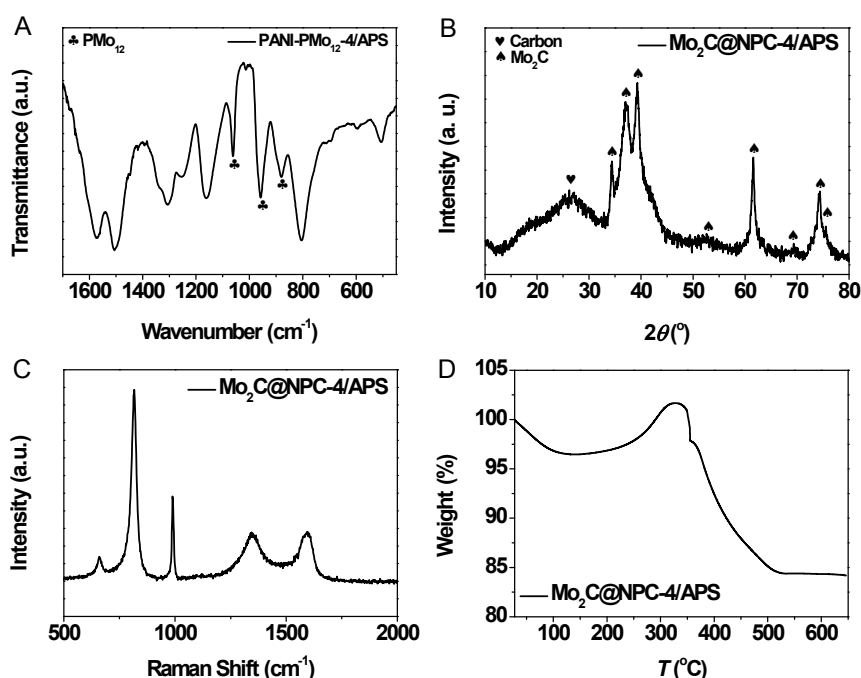 A
♣ PMo₁₂
PANI-PMo₁₂-4/APS
Transmittance (a.u.)
1600 1400 1200 1000 800 600
Wavenumber (cm⁻¹)
B
♥ Carbon
♠ Mo₂C
Mo₂C@NPC-4/APS
Intensity (a. u.)
10 20 30 40 50 60 70 80
2θ (°)
C
Mo₂C@NPC-4/APS
Intensity (a.u.)
500 1000 1500 2000
Raman Shift (cm⁻¹)
D
105
100
95
90
85
80
Weight (%)
Mo₂C@NPC-4/APS
100 200 300 400 500 600
T (°C)